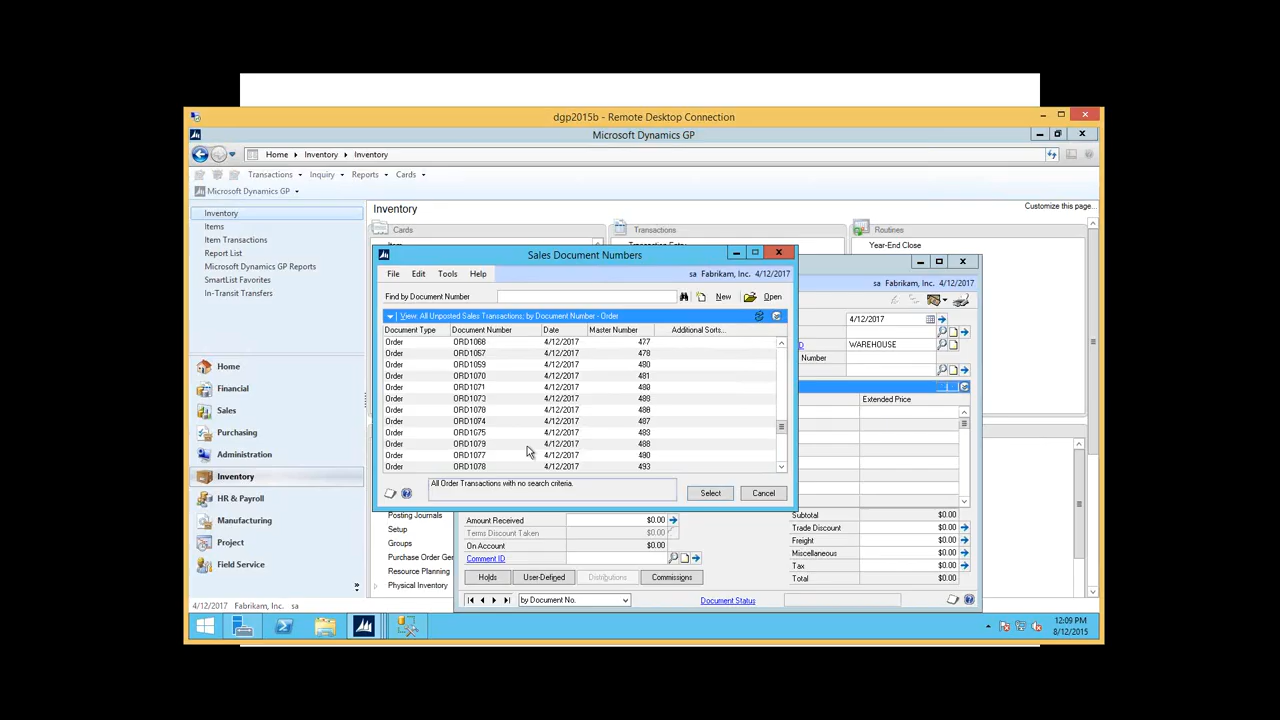 dgp2015b - Remote Desktop Connection
Microsoft Dynamics GP
Home Inventory Inventory
Transactions Inquiry Reports Cards
Microsoft Dynamics GP
Inventory
Items
Item Transactions
Report List
Microsoft Dynamics GP Reports
SmartList Favorites
In-Transit Transfers
Home
Financial
Sales
Purchasing
Administration
Inventory
HR & Payroll
Manufacturing
Project
Field Service
4/12/2017 Fabrikam, Inc. sa
Inventory
Customize this page...
Cards
Transactions
Routines
Year-End Close
Sales Document Numbers
File Edit Tools Help
sa Fabrikam, Inc. 4/12/2017
Find by Document Number
New Open
View: All Unposted Sales Transactions; by Document Number - Order
Document Type Document Number Date Master Number Additional Sorts...
Order ORD1068 4/12/2017 477
Order ORD1057 4/12/2017 478
Order ORD1059 4/12/2017 480
Order ORD1070 4/12/2017 481
Order ORD1071 4/12/2017
Order ORD1073 4/12/2017
Order 4/12/2017
Order ORD1074 4/12/2017 487
Order ORD1075 4/12/2017
Order ORD1079 4/12/2017
Order ORD1077 4/12/2017
Order ORD1078 4/12/2017 493
All Order Transactions with no search criteria.
Select Cancel
sa Fabrikam, Inc. 4/12/2017
4/12/2017
WAREHOUSE
Number
Extended Price
Posting Journals
Setup
Groups
Purchase Order Ger
Resource Planning
Physical Inventory
Amount Received $0.00
Terms Discount Taken $0.00
On Account $0.00
Comment ID
Holds User-Defined Distributions Commissions
by Document No.
Document Status
Subtotal $0.00
Trade Discount $0.00
Freight $0.00
Miscellaneous $0.00
Tax $0.00
Total $0.00
12:09 PM
8/12/2015